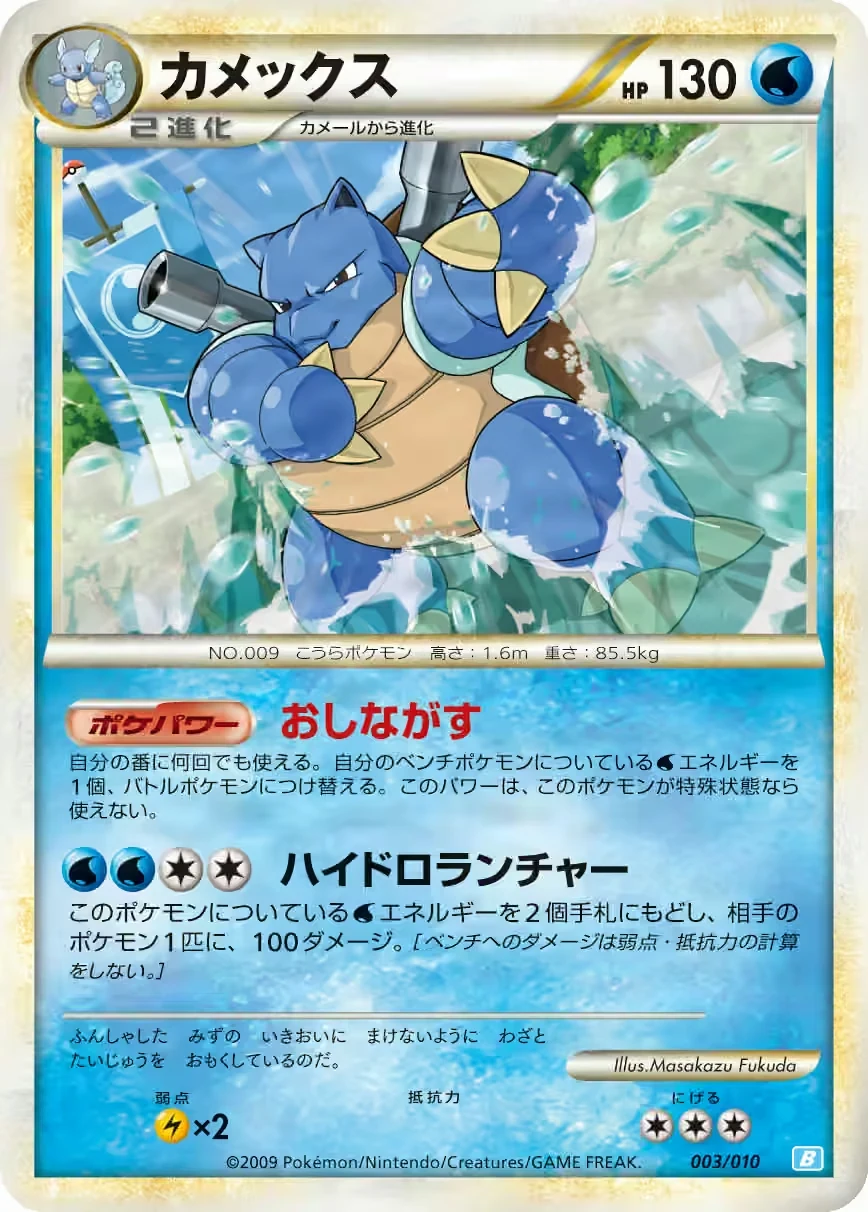 カメックス
HP 130
2進化
カメールから進化
NO.009 こうらポケモン 高さ：1.6m 重さ：85.5kg
ポケパワー おしながす
自分の番に何回でも使える。自分のベンチポケモンについているエネルギーを
1個、バトルポケモンにつけ替える。このパワーは、このポケモンが特殊状態なら
使えない。
ハイドロランチャー
このポケモンについているエネルギーを2個手札にもどし、相手の
ポケモン1匹に、100ダメージ。［ベンチへのダメージは弱点・抵抗力の計算
をしない。］
ふんしゃした みずの いきおいに まけないように わざと
たいじゅうを おもくしているのだ。
Illus.Masakazu Fukuda
弱点 抵抗力 にげる
×2
©2009 Pokémon/Nintendo/Creatures/GAME FREAK. 003/010 B